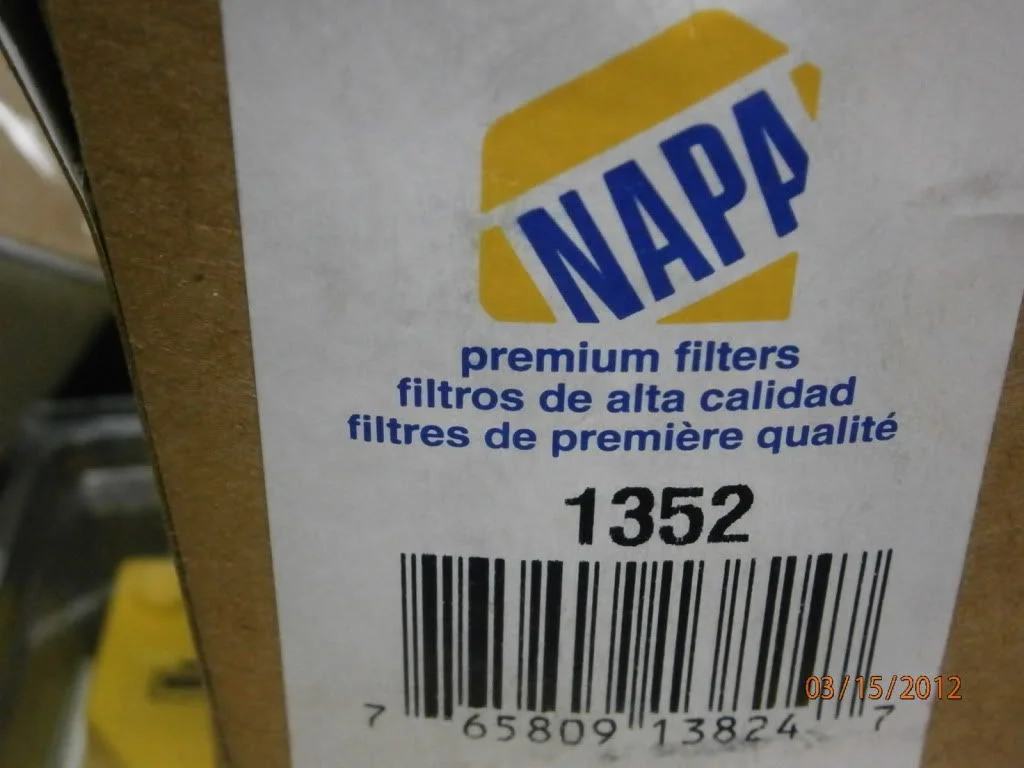 NAPA
premium filters
filtros de alta calidad
filtres de première qualité
1352
03/15/2012
7 65809 13824 7